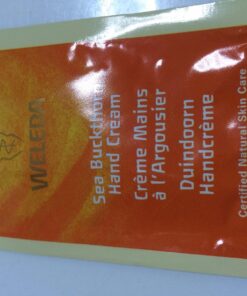 WELEDA
Sea Buckthorn
Hand Cream
Crème Mains
à l'Argousier
Duindoorn
Handcrème
Certified Natural Skin Care